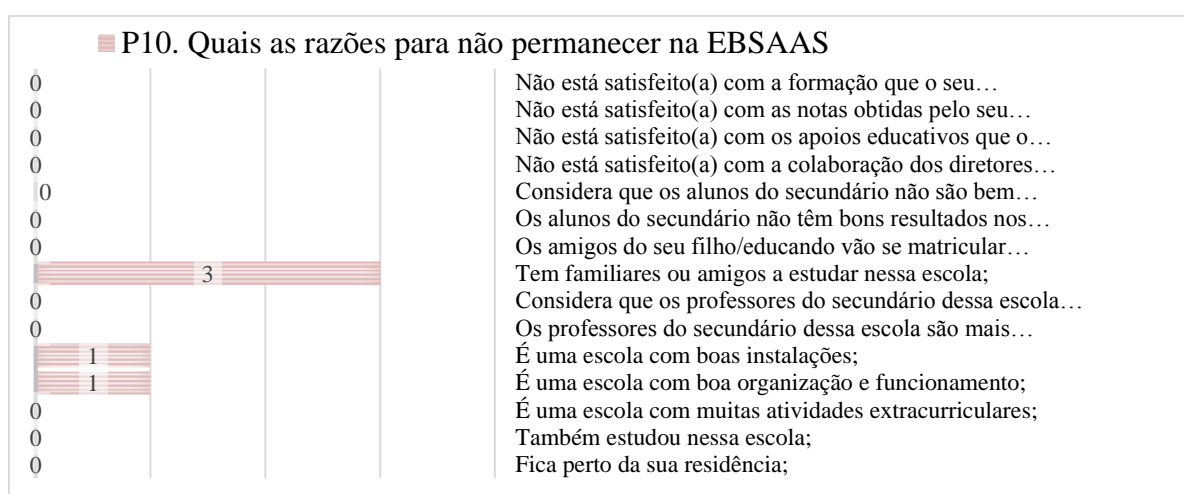 P10. Quais as razões para não permanecer na EBSAAS
0 Não está satisfeito(a) com a formação que o seu…
0 Não está satisfeito(a) com as notas obtidas pelo seu…
0 Não está satisfeito(a) com os apoios educativos que o…
0 Não está satisfeito(a) com a colaboração dos diretores…
0 Considera que os alunos do secundário não são bem…
0 Os alunos do secundário não têm bons resultados nos…
0 Os amigos do seu filho/educando vão se matricular…
3 Tem familiares ou amigos a estudar nessa escola;
0 Considera que os professores do secundário dessa escola…
0 Os professores do secundário dessa escola são mais…
1 É uma escola com boas instalações;
1 É uma escola com boa organização e funcionamento;
0 É uma escola com muitas atividades extracurriculares;
0 Também estudou nessa escola;
0 Fica perto da sua residência;